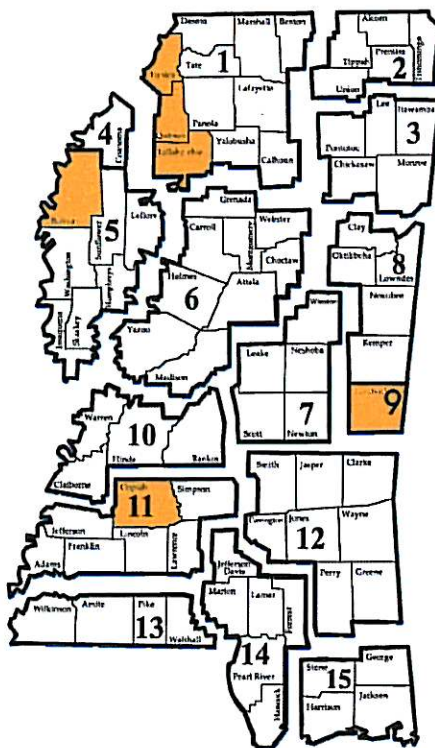 Desoto
Marshall
Benton
Tate
1
Lafayette
Panola
Quitman
Yalobusha
Tallahatchie
Calhoun
Alcorn
Tippah
Prentiss
Tishomingo
2
Union
Lee
Itawamba
3
Pontotoc
Chickasaw
Monroe
4
Coahoma
Bolivar
Sunflower
5
Leflore
Washington
Humphreys
Issaquena
Sharkey
Grenada
Carroll
Webster
Montgomery
Choctaw
Holmes
6
Attala
Yazoo
Madison
Clay
Oktibbeha
8
Lowndes
Noxubee
Kemper
9
Winston
Leake
Neshoba
7
Scott
Newton
Warren
10
Hinds
Rankin
Claiborne
Copiah
Simpson
11
Jefferson
Lincoln
Franklin
Lawrence
Adams
Smith
Jasper
Clarke
Covington
Jones
Wayne
12
Perry
Greene
Wilkinson
Amite
Pike
13
Walthall
Jefferson
Davis
Marion
Lamar
Forrest
14
Pearl River
Hancock
Stone
George
15
Harrison
Jackson